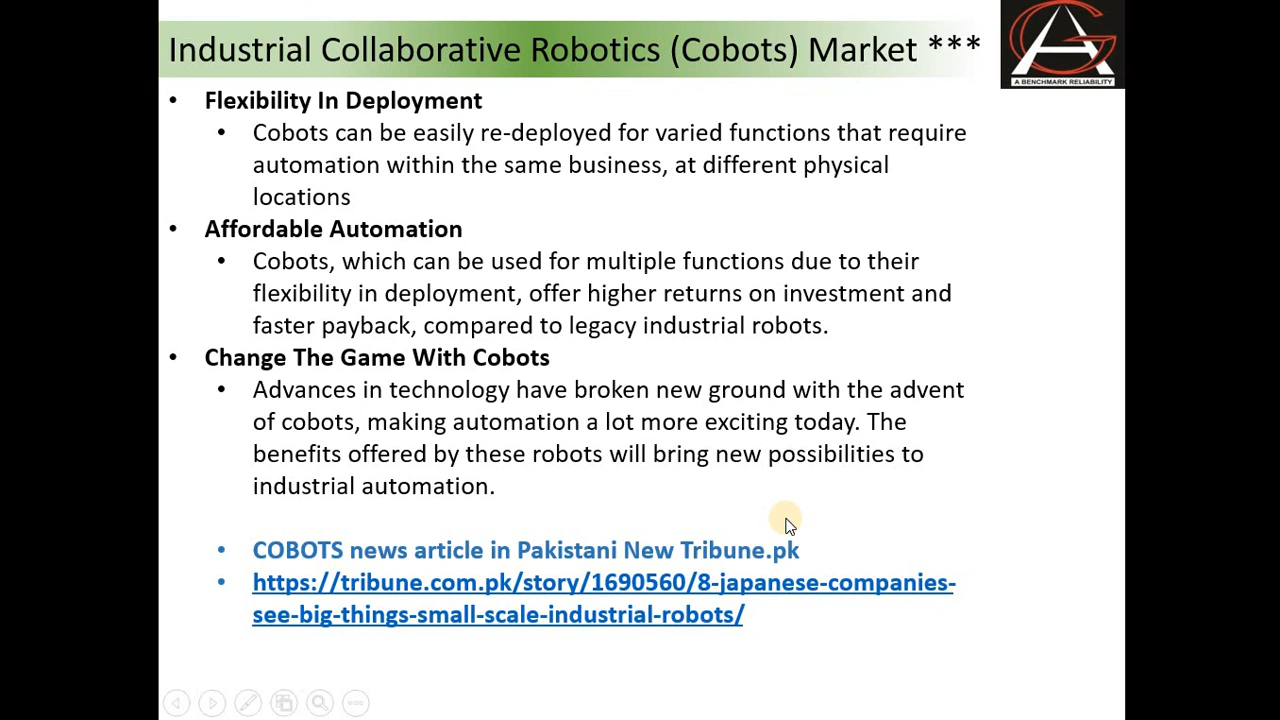 Industrial Collaborative Robotics (Cobots) Market ***
A BENCHMARK RELIABILITY
• Flexibility In Deployment
• Cobots can be easily re-deployed for varied functions that require
automation within the same business, at different physical
locations
• Affordable Automation
• Cobots, which can be used for multiple functions due to their
flexibility in deployment, offer higher returns on investment and
faster payback, compared to legacy industrial robots.
• Change The Game With Cobots
• Advances in technology have broken new ground with the advent
of cobots, making automation a lot more exciting today. The
benefits offered by these robots will bring new possibilities to
industrial automation.
• COBOTS news article in Pakistani New Tribune.pk
• https://tribune.com.pk/story/1690560/8-japanese-companies-
see-big-things-small-scale-industrial-robots/